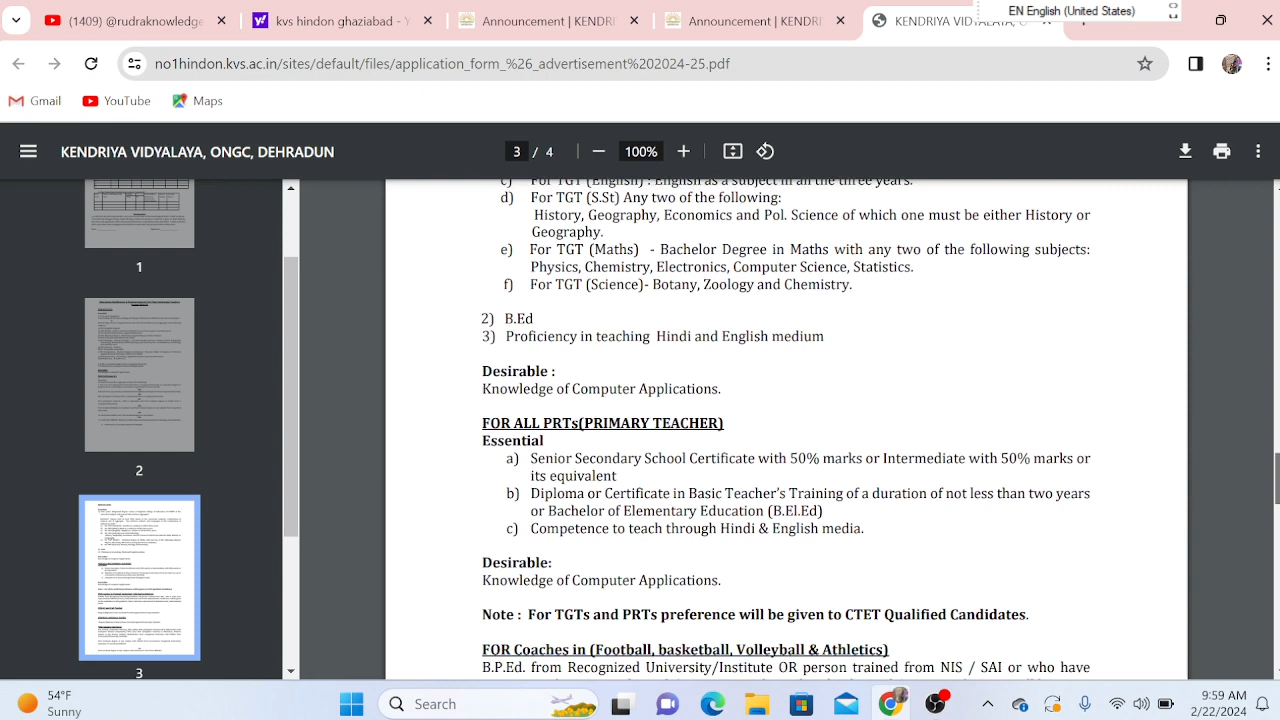 (1409) @rudraknowledge
kvs hindon ghaziabad - Y
Announcement | KENDRI
Announcement | KENDRI
KENDRIYA VIDYALAYA, O
EN English (United States)
no1hindon.kvs.ac.in/sites/default/files/application_form_%26_advertisement%202024-25.pdf
Gmail
YouTube
Maps
KENDRIYA VIDYALAYA, ONGC, DEHRADUN
3 / 4
100%
1
2
3
d) For TGT (S.St) Any two of the following:
History, Geography, Economics and Pol. Science of which one must be either History or
Geography.
e) For TGT (Maths) - Bachelor Degree in Maths with any two of the following subjects:
Physics, Chemistry, Electronics, Computer Science, Statistics.
f) For TGT (Science)- Botany, Zoology and Chemistry.
2) B.Ed
3) Proficiency in teaching Hindi and English medium
Desirable
Knowledge of Computer Applications.
FOR ALL PRT (PRIMARY TEACHER)
Essential
a) Senior Secondary School Certificate with 50% marks or Intermediate with 50% marks or
its equivalent.
b) Diploma or Certificate in Basic Teacher's Training of a duration of not less than two years
or Bachelor of Elementary Education (B.El.Ed).
c) Competence to teach through Hindi & English media.
Desirable
Knowledge of Computer Applications.
Note : For TGTs and PRTs preference will be given to CTET Qualified Candidates.
FOR Coaches in (Football, basketball, Volleyball & Athletics)
B.P.Ed. from Recognized University/Institute OR person trained from NIS / SAI or who have
54°F
Sunny
Search
9:59 AM
2/22/2024